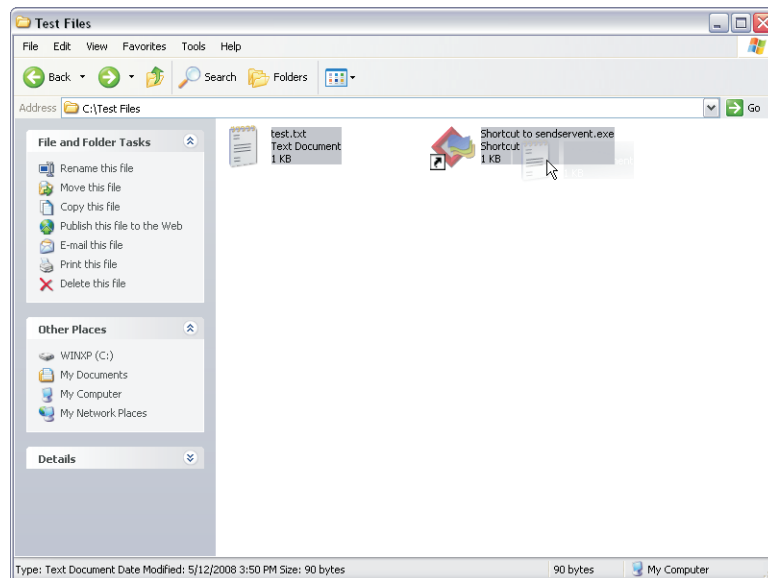 Test Files
File Edit View Favorites Tools Help
Back Search Folders
Address C:\Test Files Go
File and Folder Tasks
Rename this file
Move this file
Copy this file
Publish this file to the Web
E-mail this file
Print this file
Delete this file
Other Places
WINXP (C:)
My Documents
My Computer
My Network Places
Details
test.txt
Text Document
1 KB
Shortcut to sendservent.exe
Shortcut
1 KB
Type: Text Document Date Modified: 5/12/2008 3:50 PM Size: 90 bytes 90 bytes My Computer